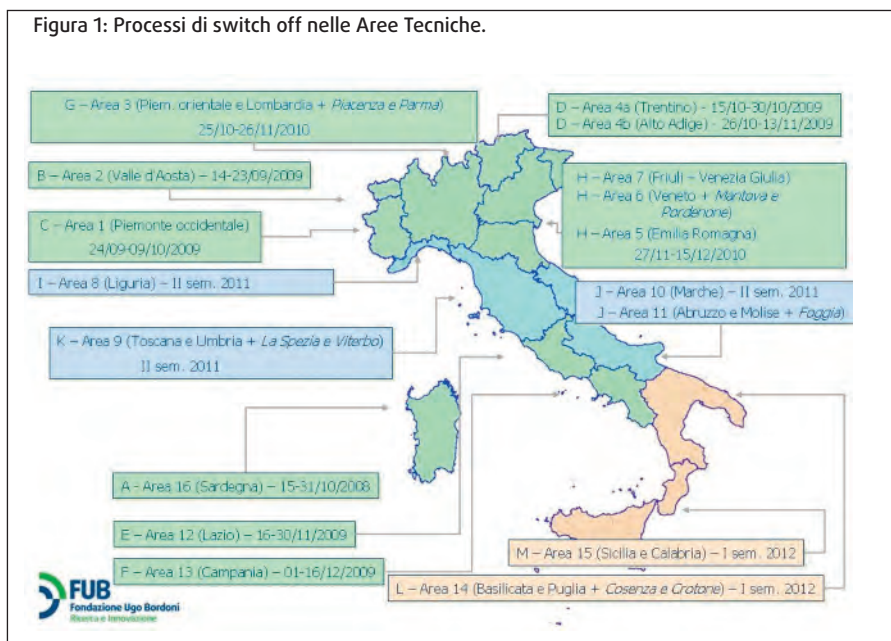 Figura 1: Processi di switch off nelle Aree Tecniche.
G – Area 3 (Piem. orientale e Lombardia + Piacenza e Parma)
25/10-26/11/2010
D – Area 4a (Trentino) - 15/10-30/10/2009
D – Area 4b (Alto Adige) - 26/10-13/11/2009
B – Area 2 (Valle d'Aosta) – 14-23/09/2009
H – Area 7 (Friuli – Venezia Giulia)
H – Area 6 (Veneto + Mantova e
Pordenone)
H – Area 5 (Emilia Romagna)
27/11-15/12/2010
C – Area 1 (Piemonte occidentale)
24/09-09/10/2009
I – Area 8 (Liguria) – II sem. 2011
J – Area 10 (Marche) – II sem. 2011
J – Area 11 (Abruzzo e Molise + Foggia)
K – Area 9 (Toscana e Umbria + La Spezia e Viterbo)
II sem. 2011
A - Area 16 (Sardegna) – 15-31/10/2008
E – Area 12 (Lazio) – 16-30/11/2009
M – Area 15 (Sicilia e Calabria) – I sem. 2012
F – Area 13 (Campania) – 01-16/12/2009
L – Area 14 (Basilicata e Puglia + Cosenza e Crotone) – I sem. 2012
FUB
Fondazione Ugo Bordoni
Ricerca e Innovazione